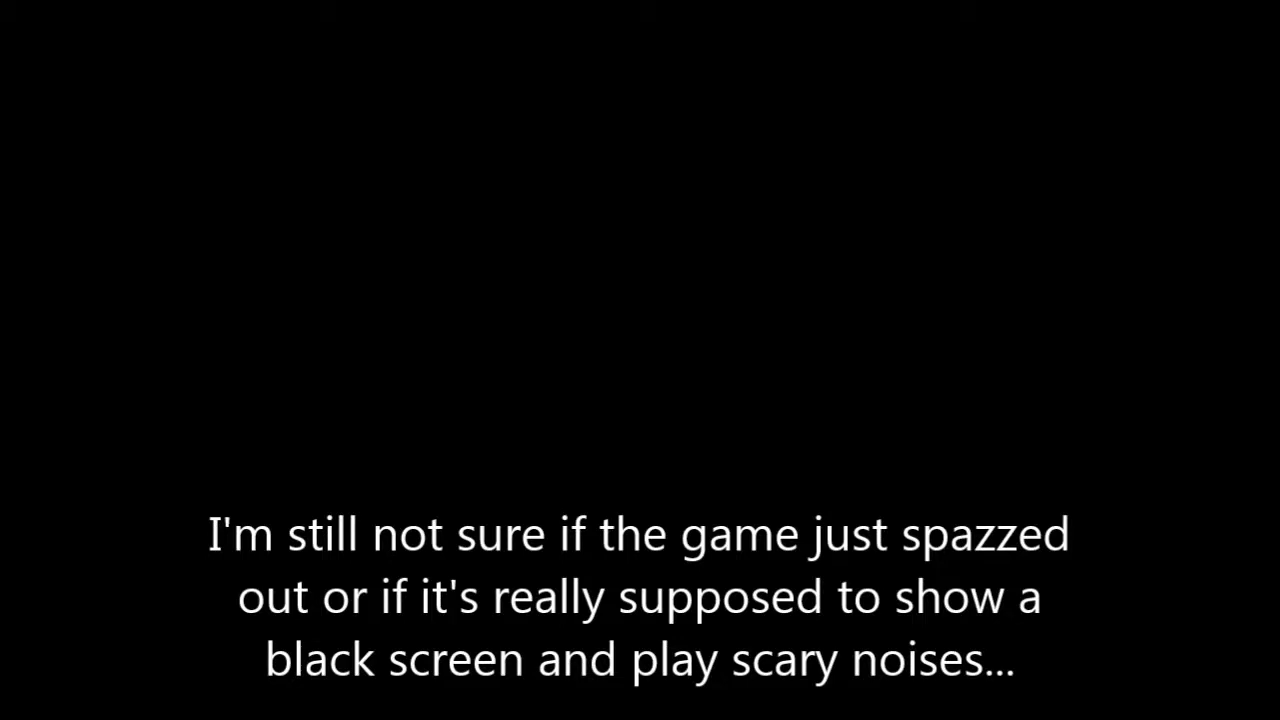 I'm still not sure if the game just spazzed
out or if it's really supposed to show a
black screen and play scary noises...